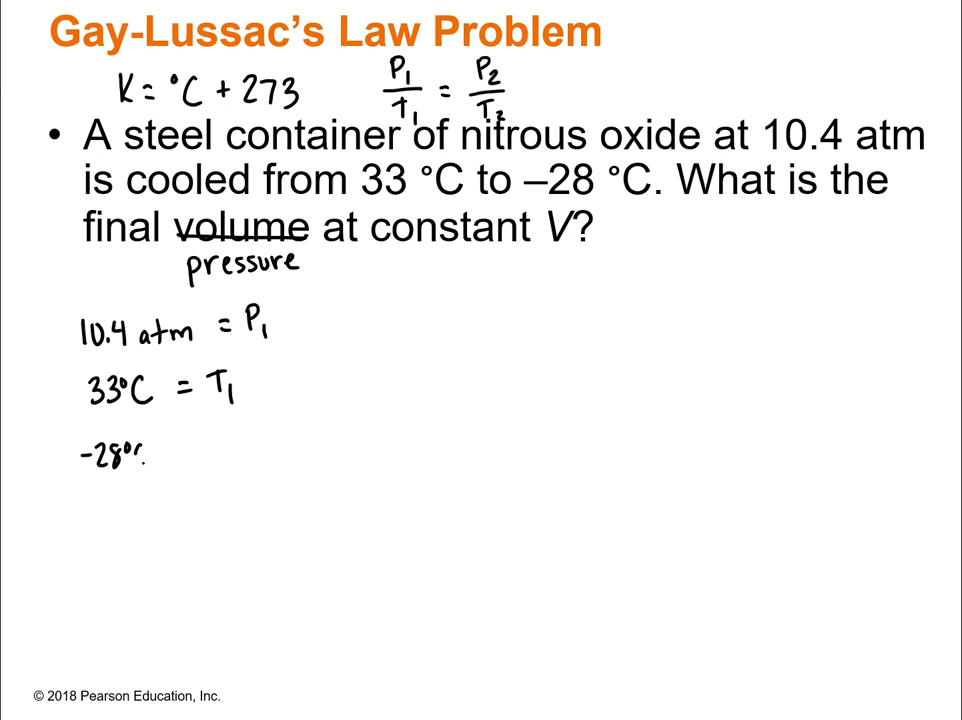 Gay-Lussac’s Law Problem
K = °C + 273 P₁/T₁ = P₂/T₂
• A steel container of nitrous oxide at 10.4 atm
is cooled from 33 °C to –28 °C. What is the
final volume at constant V?
pressure
10.4 atm = P₁
33°C = T₁
-28°
© 2018 Pearson Education, Inc.